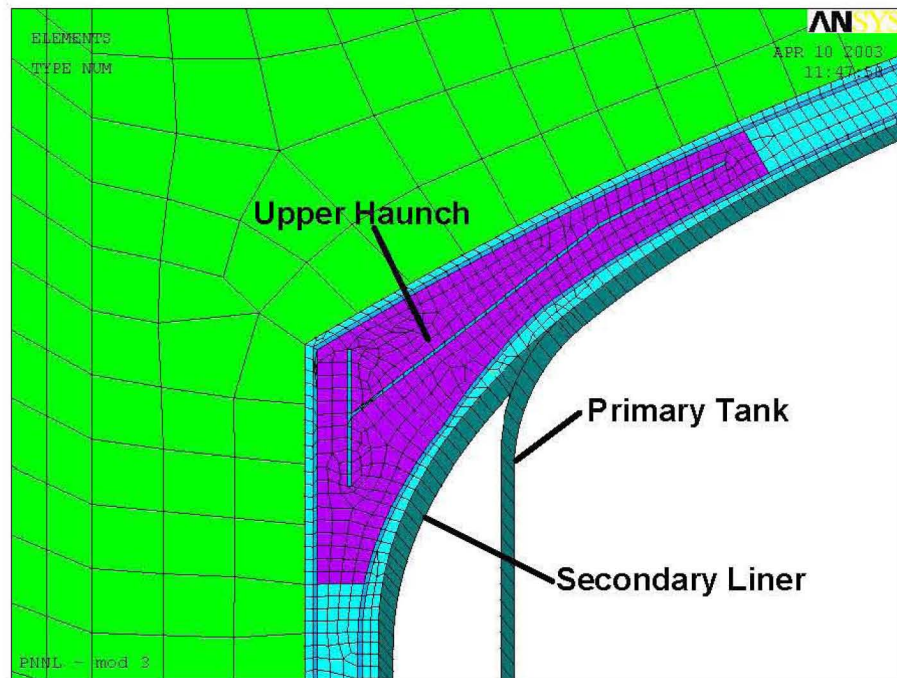 ANSYS
ELEMENTS
TYPE NUM
APR 10 2003
11:47:58
Upper Haunch
Primary Tank
Secondary Liner
PNNL - mod 3